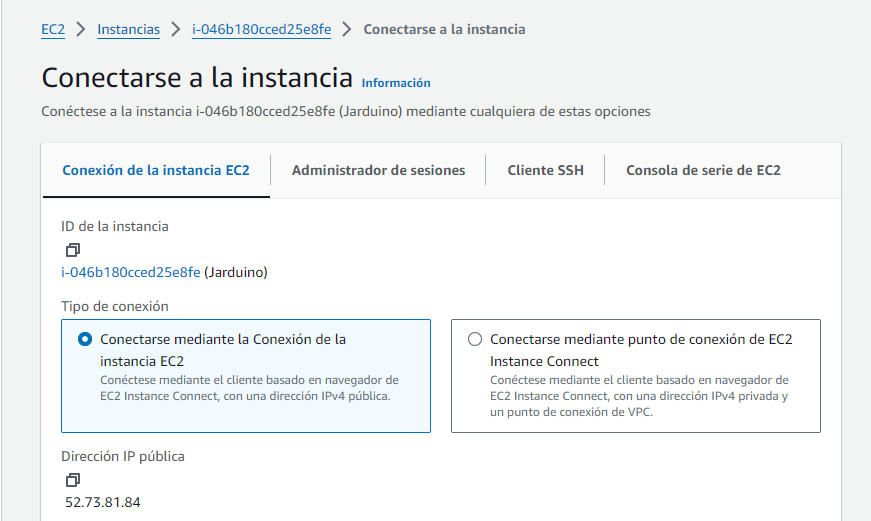 EC2 > Instancias > i-046b180cced25e8fe > Conectarse a la instancia
Conectarse a la instancia Información
Conéctese a la instancia i-046b180cced25e8fe (Jarduino) mediante cualquiera de estas opciones
Conexión de la instancia EC2 Administrador de sesiones Cliente SSH Consola de serie de EC2
ID de la instancia
i-046b180cced25e8fe (Jarduino)
Tipo de conexión
Conectarse mediante la Conexión de la
instancia EC2
Conéctese mediante el cliente basado en navegador de
EC2 Instance Connect, con una dirección IPv4 pública.
Conectarse mediante punto de conexión de EC2
Instance Connect
Conéctese mediante el cliente basado en navegador de
EC2 Instance Connect, con una dirección IPv4 privada y
un punto de conexión de VPC.
Dirección IP pública
52.73.81.84